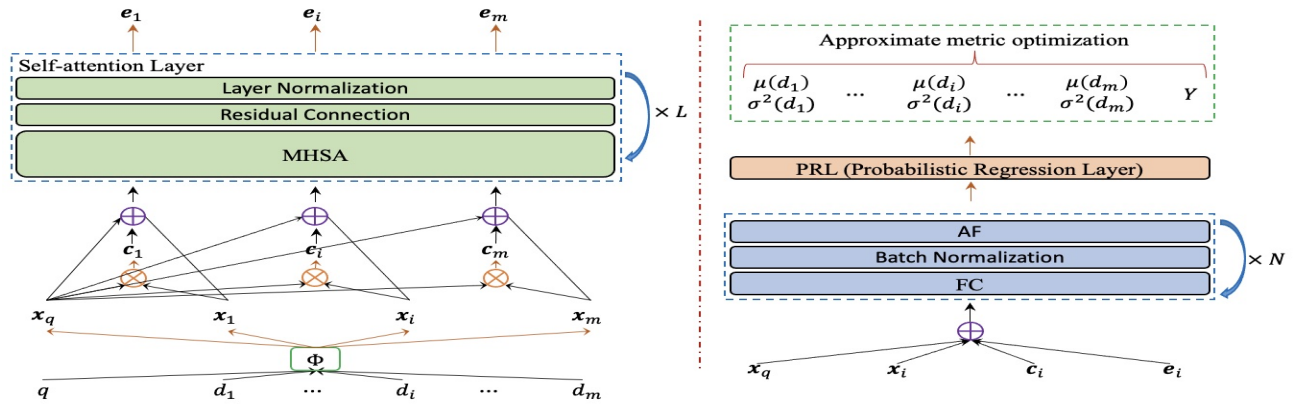 e₁ eᵢ eₘ
Self-attention Layer
Layer Normalization
Residual Connection
MHSA
× L
c₁ cᵢ cₘ
x_q x₁ xᵢ xₘ
Φ
q d₁ ... dᵢ ... dₘ
Approximate metric optimization
μ(d₁) ... μ(dᵢ) ... μ(dₘ) Y
σ²(d₁) σ²(dᵢ) σ²(dₘ)
PRL (Probabilistic Regression Layer)
AF
Batch Normalization
FC
× N
x_q xᵢ cᵢ eᵢ